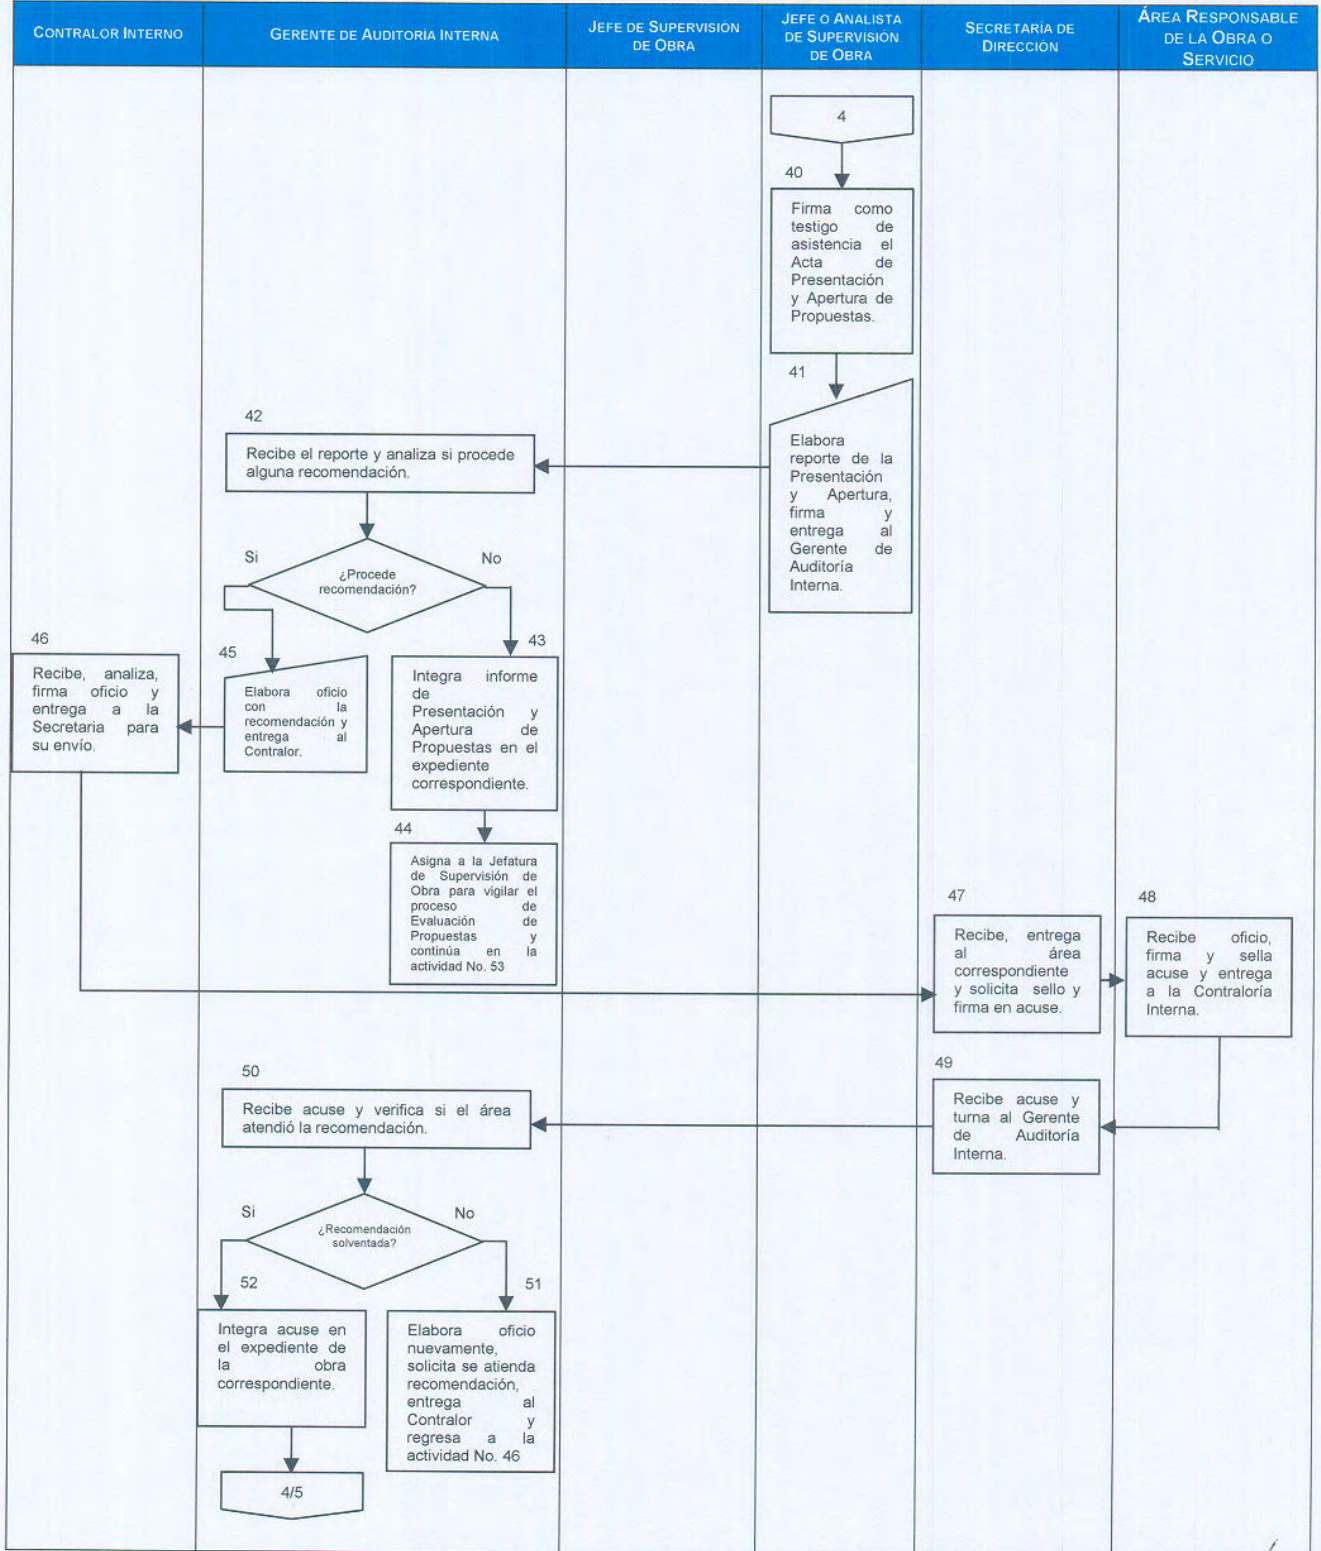 CONTRALOR INTERNO
GERENTE DE AUDITORÍA INTERNA
JEFE DE SUPERVISIÓN
DE OBRA
JEFE O ANALISTA
DE SUPERVISIÓN
DE OBRA
SECRETARÍA DE
DIRECCIÓN
ÁREA RESPONSABLE
DE LA OBRA O
SERVICIO
4
40
Firma como
testigo de
asistencia el
Acta de
Presentación
y Apertura de
Propuestas.
41
Elabora
reporte de la
Presentación
y Apertura,
firma y
entrega al
Gerente de
Auditoría
Interna.
42
Recibe el reporte y analiza si procede
alguna recomendación.
Si
No
¿Procede
recomendación?
43
Integra informe
de
Presentación y
Apertura de
Propuestas en el
expediente
correspondiente.
44
Asigna a la Jefatura
de Supervisión de
Obra para vigilar el
proceso de
Evaluación de
Propuestas y
continúa en la
actividad No. 53
45
Elabora oficio
con la
recomendación y
entrega al
Contralor.
46
Recibe, analiza,
firma oficio y
entrega a la
Secretaria para
su envío.
47
Recibe, entrega
al área
correspondiente
y solicita sello y
firma en acuse.
48
Recibe oficio,
firma y sella
acuse y entrega
a la Contraloría
Interna.
49
Recibe acuse y
turna al Gerente
de Auditoría
Interna.
50
Recibe acuse y verifica si el área
atendió la recomendación.
Si
No
¿Recomendación
solventada?
52
Integra acuse en
el expediente de
la obra
correspondiente.
51
Elabora oficio
nuevamente,
solicita se atienda
recomendación,
entrega al
Contralor y
regresa a la
actividad No. 46
4/5